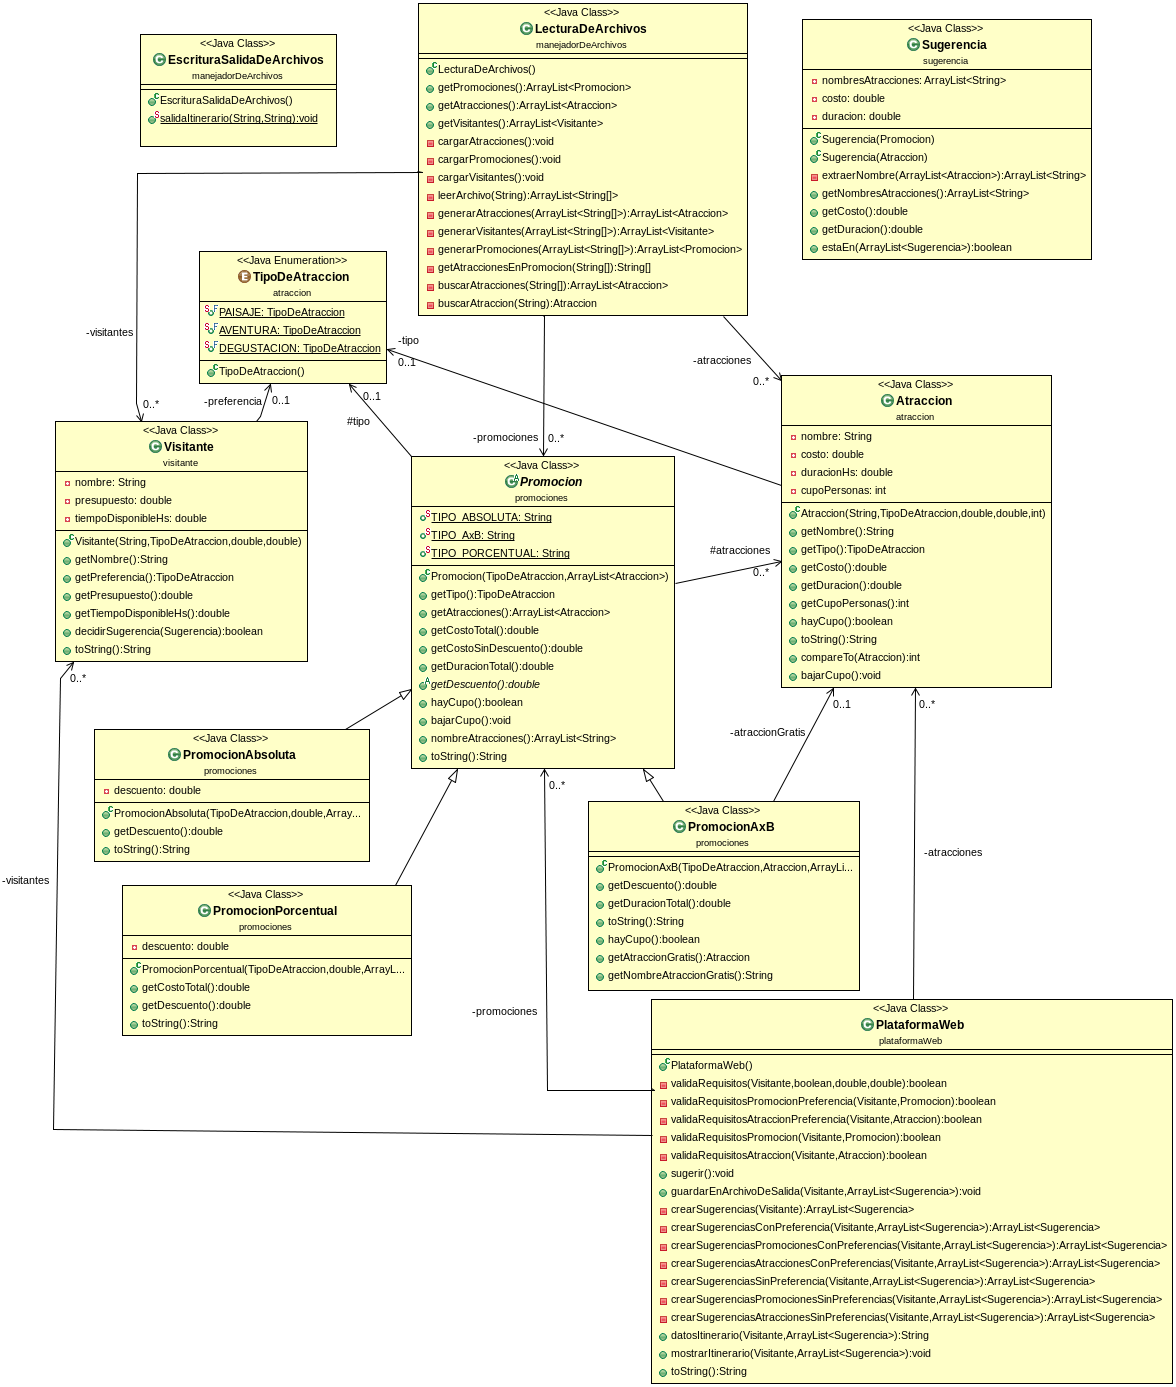 <<Java Class>>
EscrituraSalidaDeArchivos
manejadorDeArchivos
EscrituraSalidaDeArchivos()
salidaItinerario(String,String):void
<<Java Class>>
LecturaDeArchivos
manejadorDeArchivos
LecturaDeArchivos()
getPromociones():ArrayList<Promocion>
getAtracciones():ArrayList<Atraccion>
getVisitantes():ArrayList<Visitante>
cargarAtracciones():void
cargarPromociones():void
cargarVisitantes():void
leerArchivo(String):ArrayList<String[]>
generarAtracciones(ArrayList<String[]>):ArrayList<Atraccion>
generarVisitantes(ArrayList<String[]>):ArrayList<Visitante>
generarPromociones(ArrayList<String[]>):ArrayList<Promocion>
getAtraccionesEnPromocion(String[]):String[]
buscarAtracciones(String[]):ArrayList<Atraccion>
buscarAtraccion(String):Atraccion
<<Java Class>>
Sugerencia
sugerencia
nombresAtracciones: ArrayList<String>
costo: double
duracion: double
Sugerencia(Promocion)
Sugerencia(Atraccion)
extraerNombre(ArrayList<Atraccion>):ArrayList<String>
getNombresAtracciones():ArrayList<String>
getCosto():double
getDuracion():double
estaEn(ArrayList<Sugerencia>):boolean
<<Java Enumeration>>
TipoDeAtraccion
atraccion
PAISAJE: TipoDeAtraccion
AVENTURA: TipoDeAtraccion
DEGUSTACION: TipoDeAtraccion
TipoDeAtraccion()
-visitantes
0..*
-preferencia
0..1
#tipo
0..1
-tipo
0..1
-promociones
0..*
-atracciones
0..*
<<Java Class>>
Visitante
visitante
nombre: String
presupuesto: double
tiempoDisponibleHs: double
Visitante(String,TipoDeAtraccion,double,double)
getNombre():String
getPreferencia():TipoDeAtraccion
getPresupuesto():double
getTiempoDisponibleHs():double
decidirSugerencia(Sugerencia):boolean
toString():String
<<Java Class>>
Promocion
promociones
TIPO_ABSOLUTA: String
TIPO_AxB: String
TIPO_PORCENTUAL: String
Promocion(TipoDeAtraccion,ArrayList<Atraccion>)
getTipo():TipoDeAtraccion
getAtracciones():ArrayList<Atraccion>
getCostoTotal():double
getCostoSinDescuento():double
getDuracionTotal():double
getDescuento():double
hayCupo():boolean
bajarCupo():void
nombreAtracciones():ArrayList<String>
toString():String
#atracciones
0..*
<<Java Class>>
Atraccion
atraccion
nombre: String
costo: double
duracionHs: double
cupoPersonas: int
Atraccion(String,TipoDeAtraccion,double,double,int)
getNombre():String
getTipo():TipoDeAtraccion
getCosto():double
getDuracion():double
getCupoPersonas():int
hayCupo():boolean
toString():String
compareTo(Atraccion):int
bajarCupo():void
0..*
-visitantes
<<Java Class>>
PromocionAbsoluta
promociones
descuento: double
PromocionAbsoluta(TipoDeAtraccion,double,Array...
getDescuento():double
toString():String
<<Java Class>>
PromocionPorcentual
promociones
descuento: double
PromocionPorcentual(TipoDeAtraccion,double,ArrayL...
getCostoTotal():double
getDescuento():double
toString():String
0..*
-promociones
0..1
-atraccionGratis
0..*
-atracciones
<<Java Class>>
PromocionAxB
promociones
PromocionAxB(TipoDeAtraccion,Atraccion,ArrayLi...
getDescuento():double
getDuracionTotal():double
toString():String
hayCupo():boolean
getAtraccionGratis():Atraccion
getNombreAtraccionGratis():String
<<Java Class>>
PlataformaWeb
plataformaWeb
PlataformaWeb()
validaRequisitos(Visitante,boolean,double,double):boolean
validaRequisitosPromocionPreferencia(Visitante,Promocion):boolean
validaRequisitosAtraccionPreferencia(Visitante,Atraccion):boolean
validaRequisitosPromocion(Visitante,Promocion):boolean
validaRequisitosAtraccion(Visitante,Atraccion):boolean
sugerir():void
guardarEnArchivoDeSalida(Visitante,ArrayList<Sugerencia>):void
crearSugerencias(Visitante):ArrayList<Sugerencia>
crearSugerenciasConPreferencia(Visitante,ArrayList<Sugerencia>):ArrayList<Sugerencia>
crearSugerenciasPromocionesConPreferencias(Visitante,ArrayList<Sugerencia>):ArrayList<Sugerencia>
crearSugerenciasAtraccionesConPreferencias(Visitante,ArrayList<Sugerencia>):ArrayList<Sugerencia>
crearSugerenciasSinPreferencia(Visitante,ArrayList<Sugerencia>):ArrayList<Sugerencia>
crearSugerenciasPromocionesSinPreferencias(Visitante,ArrayList<Sugerencia>):ArrayList<Sugerencia>
crearSugerenciasAtraccionesSinPreferencias(Visitante,ArrayList<Sugerencia>):ArrayList<Sugerencia>
datosItinerario(Visitante,ArrayList<Sugerencia>):String
mostrarItinerario(Visitante,ArrayList<Sugerencia>):void
toString():String